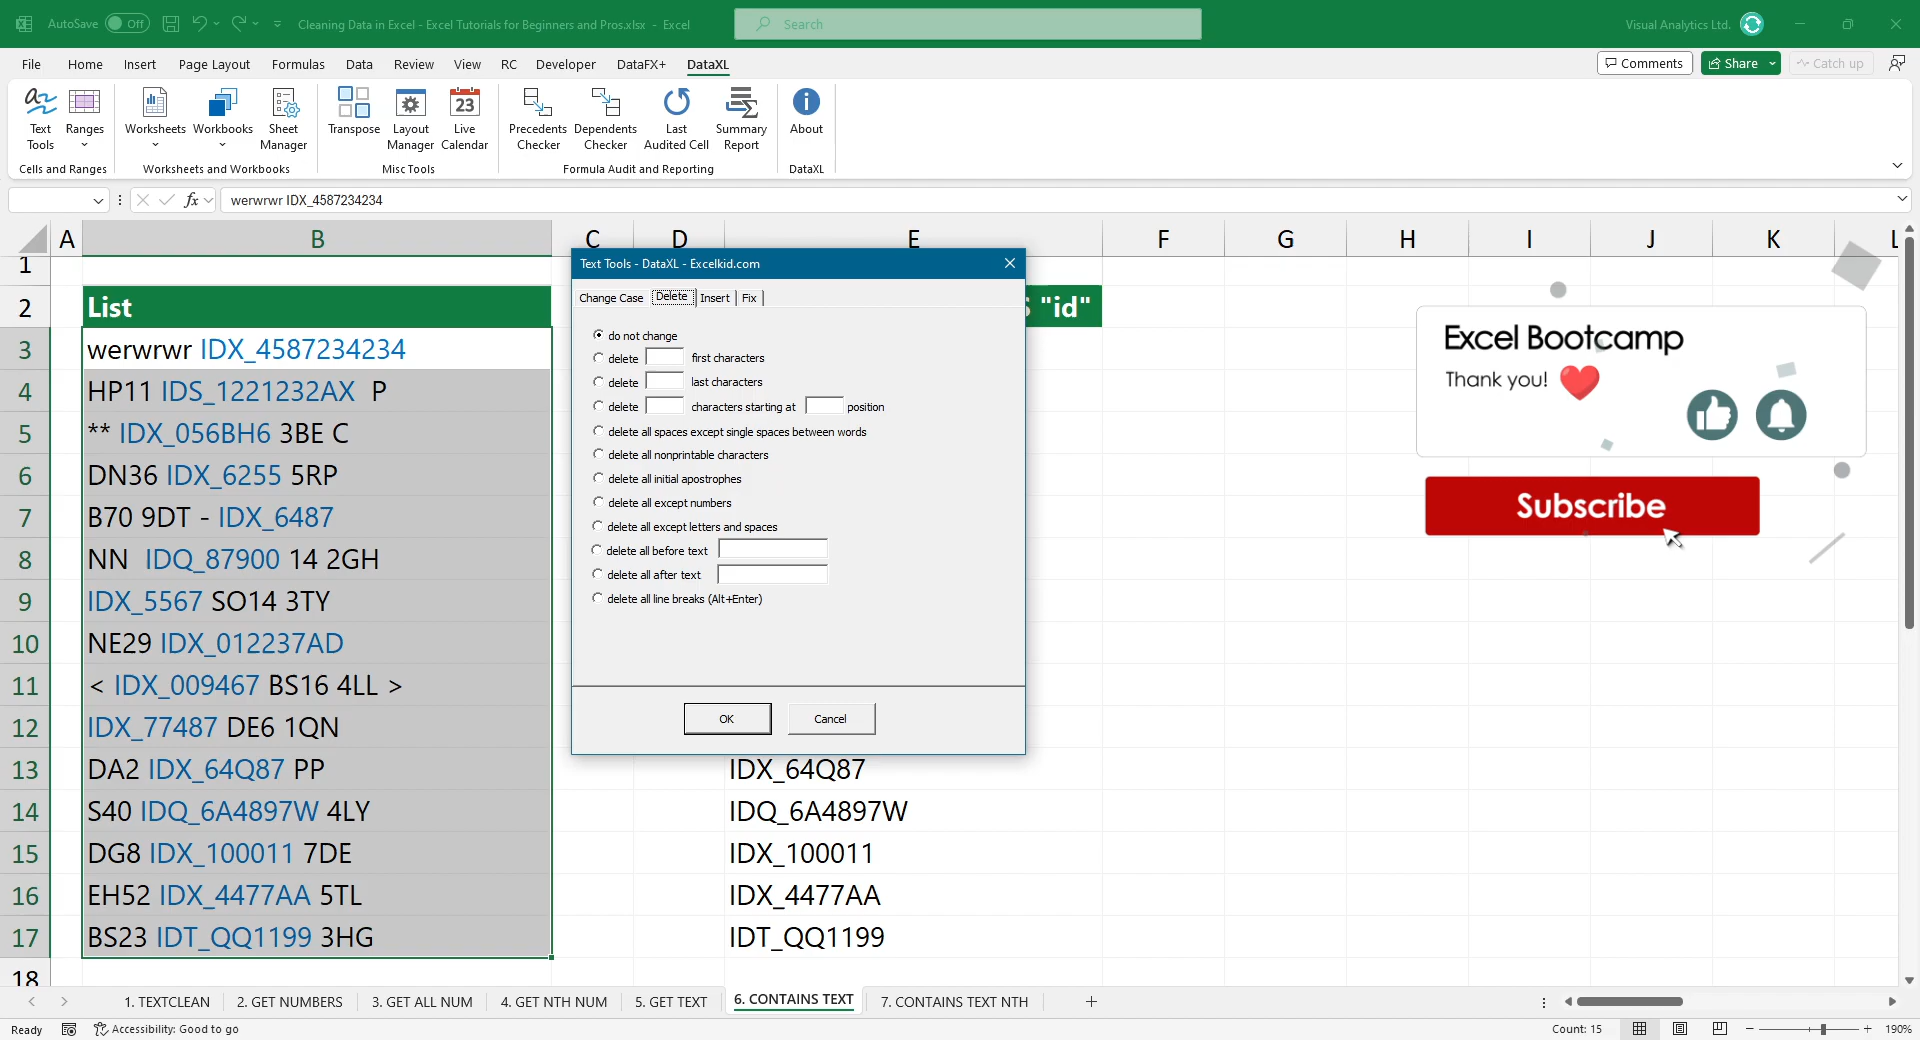 AutoSave Off Cleaning Data in Excel - Excel Tutorials for Beginners and Pros.xlsx - Excel Search Visual Analytics Ltd.
File Home Insert Page Layout Formulas Data Review View RC Developer DataFX+ DataXL Comments Share Catch up
Text Tools Ranges Worksheets Workbooks Sheet Manager Transpose Layout Manager 23 Live Calendar Precedents Checker Dependents Checker Last Audited Cell Summary Report About
Cells and Ranges Worksheets and Workbooks Misc Tools Formula Audit and Reporting DataXL
fx werwrwr IDX_4587234234
A B C D E F G H I J K L
1
2 List "id"
3 werwrwr IDX_4587234234
4 HP11 IDS_1221232AX P
5 ** IDX_056BH6 3BE C
6 DN36 IDX_6255 5RP
7 B70 9DT - IDX_6487
8 NN IDQ_87900 14 2GH
9 IDX_5567 SO14 3TY
10 NE29 IDX_012237AD
11 < IDX_009467 BS16 4LL >
12 IDX_77487 DE6 1QN
13 DA2 IDX_64Q87 PP IDX_64Q87
14 S40 IDQ_6A4897W 4LY IDQ_6A4897W
15 DG8 IDX_100011 7DE IDX_100011
16 EH52 IDX_4477AA 5TL IDX_4477AA
17 BS23 IDT_QQ1199 3HG IDT_QQ1199
18
Text Tools - DataXL - Excelkid.com
Change Case Delete Insert Fix
do not change
delete first characters
delete last characters
delete characters starting at position
delete all spaces except single spaces between words
delete all nonprintable characters
delete all initial apostrophes
delete all except numbers
delete all except letters and spaces
delete all before text
delete all after text
delete all line breaks (Alt+Enter)
OK Cancel
Excel Bootcamp
Thank you!
Subscribe
1. TEXTCLEAN 2. GET NUMBERS 3. GET ALL NUM 4. GET NTH NUM 5. GET TEXT 6. CONTAINS TEXT 7. CONTAINS TEXT NTH
Ready Accessibility: Good to go Count: 15 190%